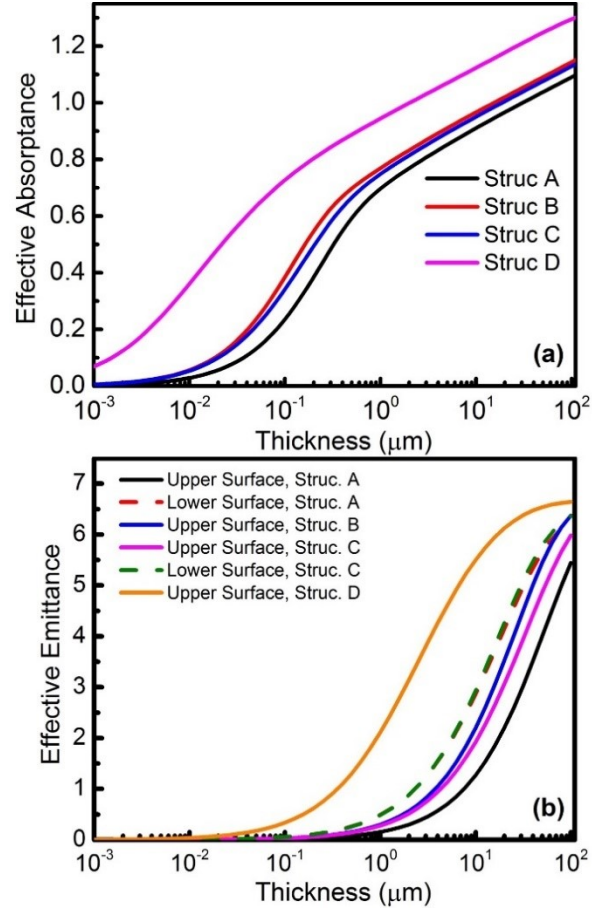 1.2
1.0
0.8
0.6
0.4
0.2
0.0
Effective Absorptance
Struc A
Struc B
Struc C
Struc D
(a)
10⁻³ 10⁻² 10⁻¹ 10⁰ 10¹ 10²
Thickness (μm)
7
6
5
4
3
2
1
0
Effective Emittance
Upper Surface, Struc. A
Lower Surface, Struc. A
Upper Surface, Struc. B
Upper Surface, Struc. C
Lower Surface, Struc. C
Upper Surface, Struc. D
(b)
10⁻³ 10⁻² 10⁻¹ 10⁰ 10¹ 10²
Thickness (μm)